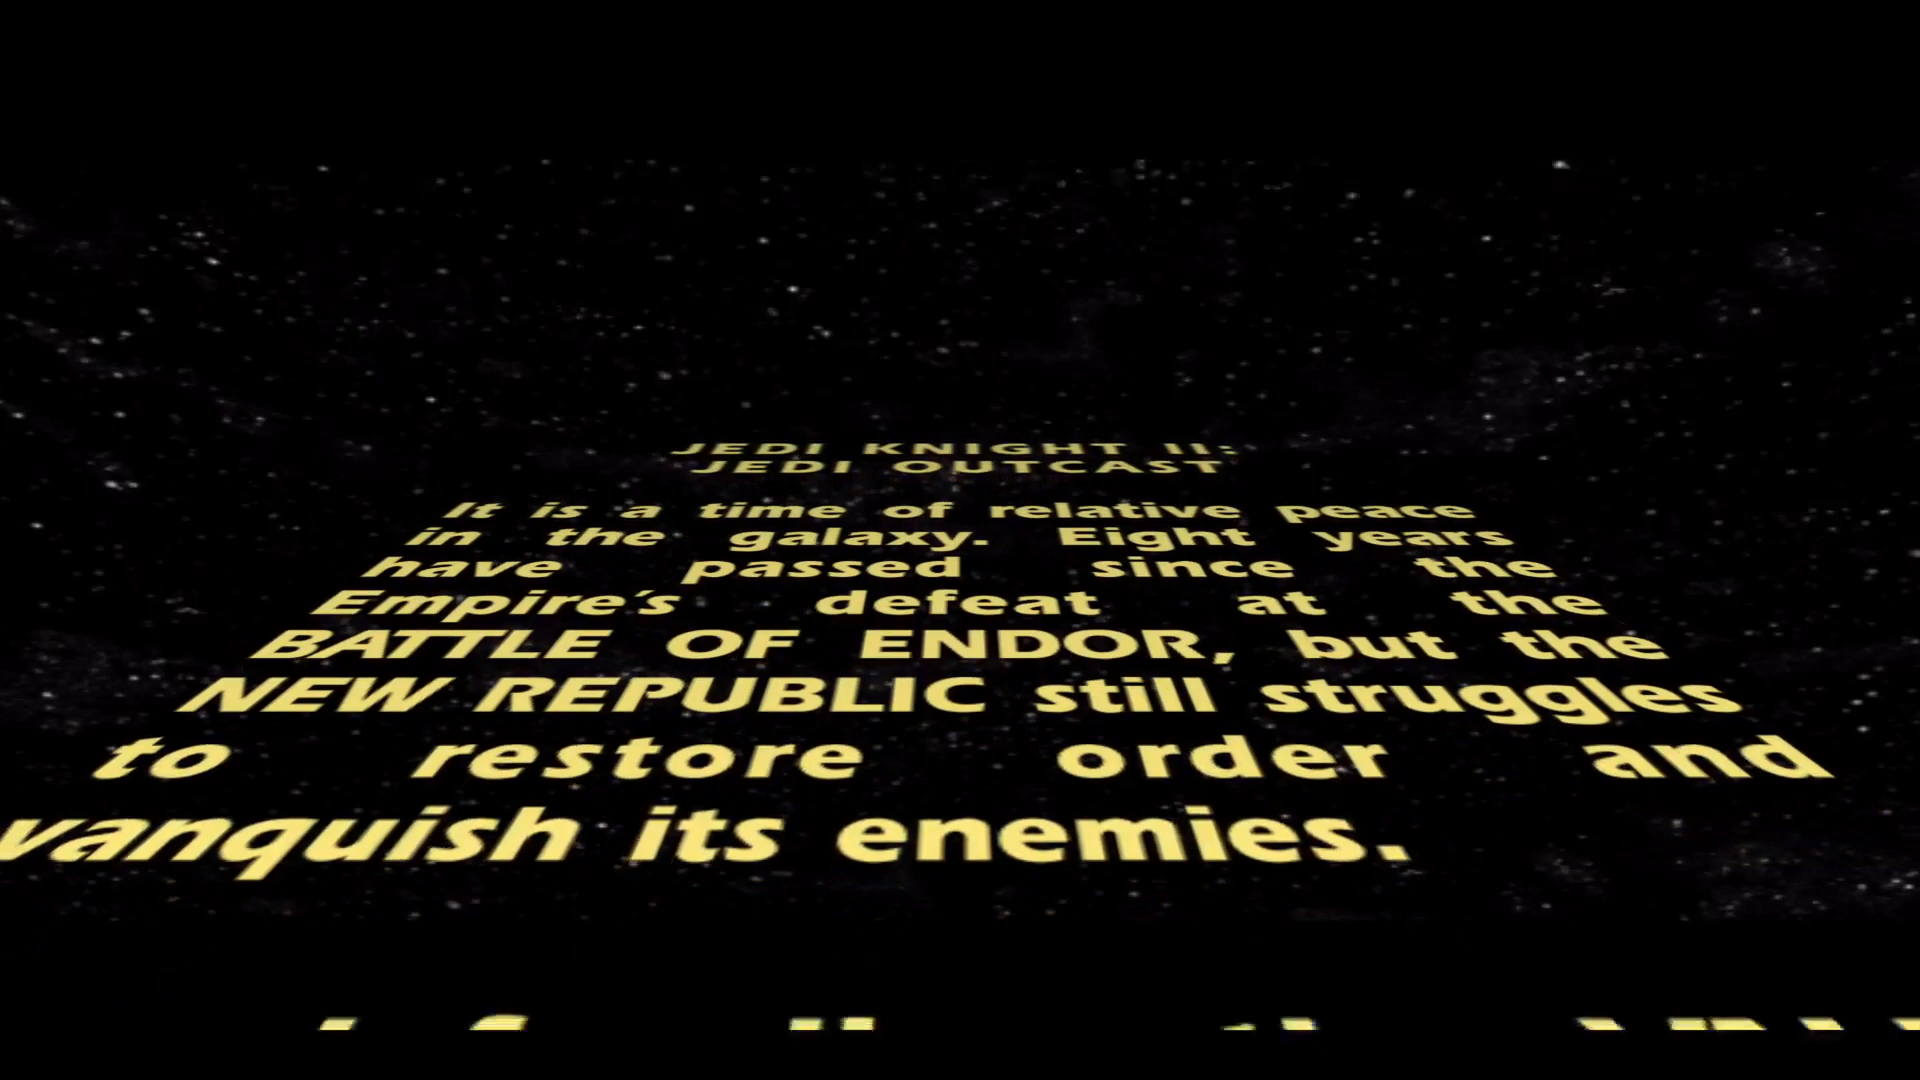 JEDI KNIGHT II:
JEDI OUTCAST
It is a time of relative peace
in the galaxy. Eight years
have passed since the
Empire's defeat at the
BATTLE OF ENDOR, but the
NEW REPUBLIC still struggles
to restore order and
vanquish its enemies.